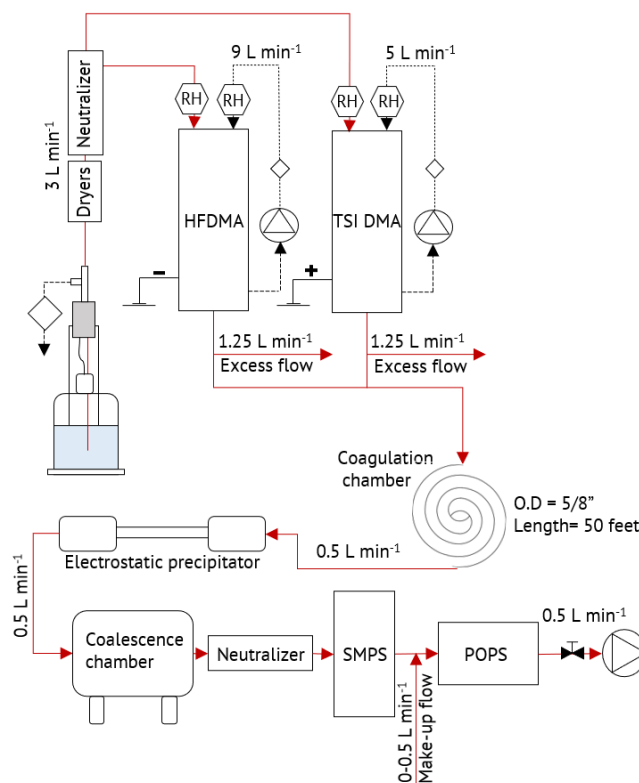 9 L min⁻¹
5 L min⁻¹
Neutralizer
3 L min⁻¹
Dryers
RH
RH
RH
RH
HFDMA
TSI DMA
-
+
1.25 L min⁻¹
Excess flow
1.25 L min⁻¹
Excess flow
Coagulation
chamber
O.D = 5/8”
Length= 50 feet
0.5 L min⁻¹
Electrostatic precipitator
0.5 L min⁻¹
Coalescence
chamber
Neutralizer
SMPS
POPS
0.5 L min⁻¹
0-0.5 L min⁻¹
Make-up flow